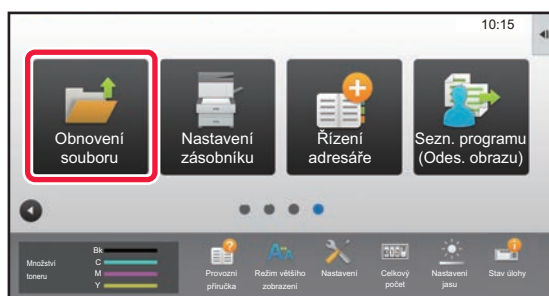 10:15
Obnovení
souboru
Nastavení
zásobníku
Řízení
adresáře
Sezn. programu
(Odes. obrazu)
Množství
toneru
Bk
C
M
Y
Provozní
příručka
Režim většího
zobrazení
Nastavení
Celkový
počet
Nastavení
jasu
Stav úlohy